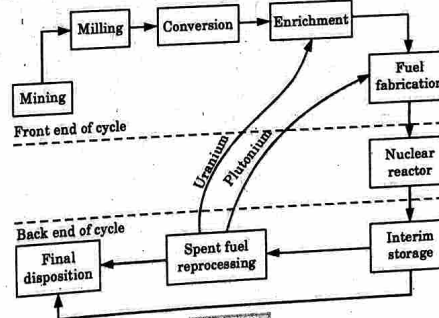 Milling
Conversion
Enrichment
Mining
Fuel
fabrication
Front end of cycle
Uranium
Plutonium
Nuclear
reactor
Back end of cycle
Final
disposition
Spent fuel
reprocessing
Interim
storage